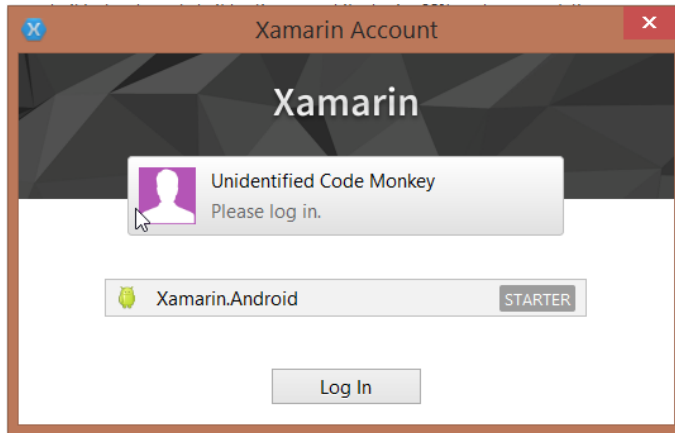 Xamarin Account
Xamarin
Unidentified Code Monkey
Please log in.
Xamarin.Android STARTER
Log In